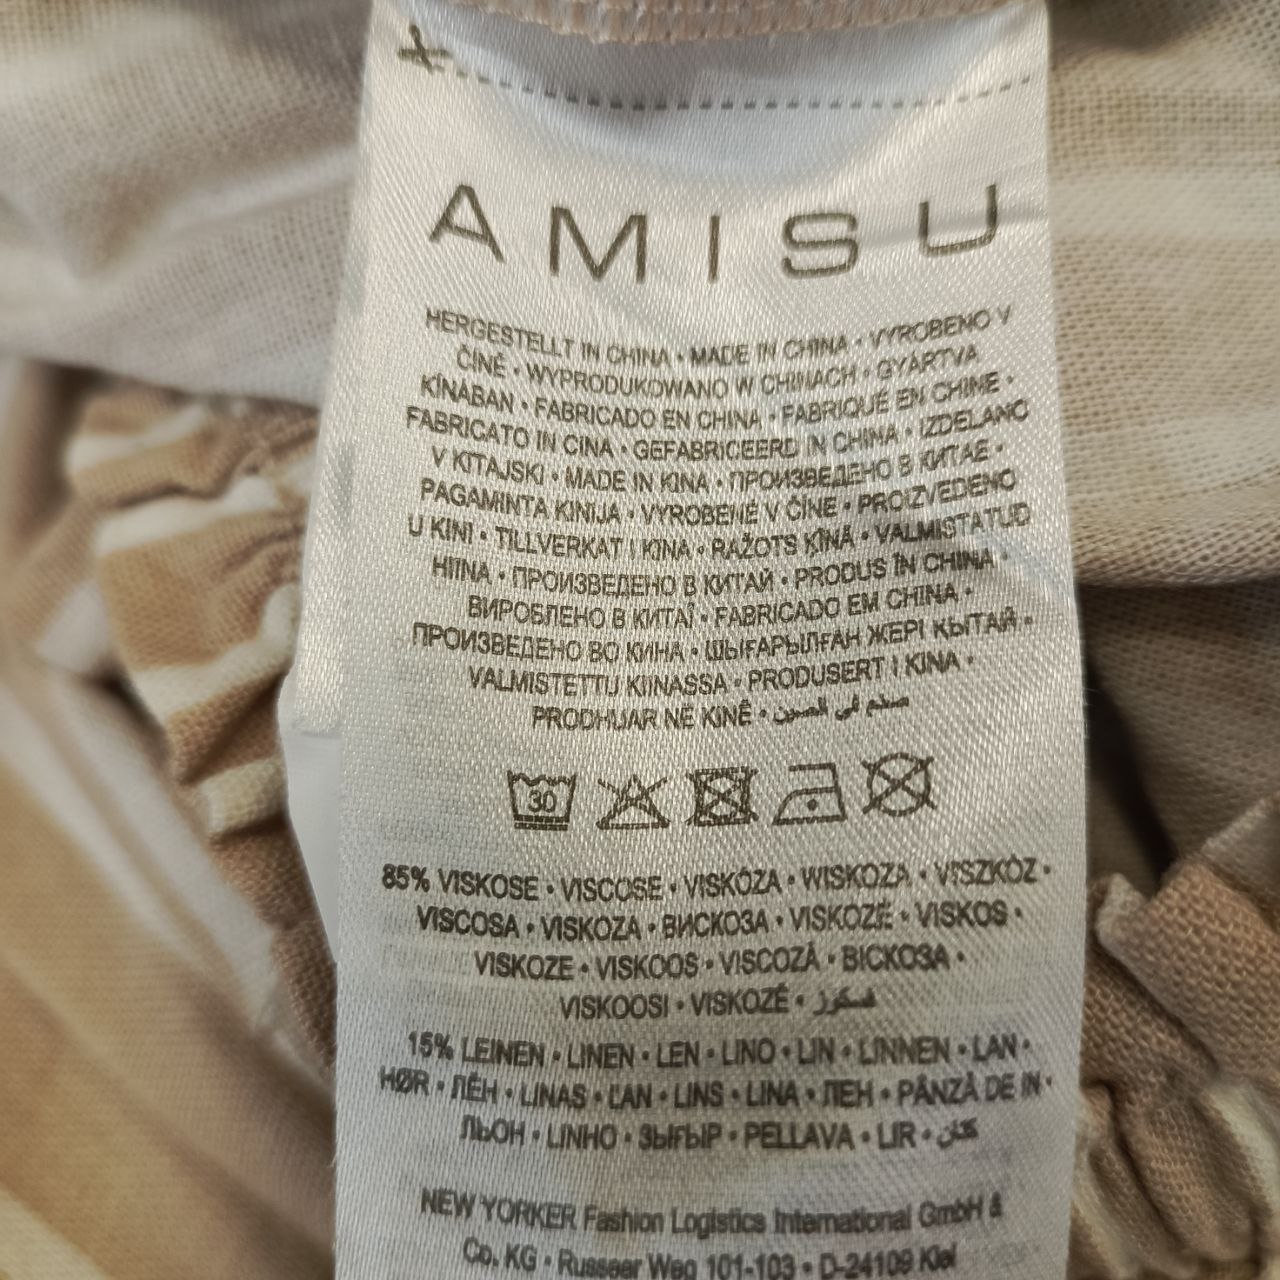 AMISU
HERGESTELLT IN CHINA • MADE IN CHINA • VYROBENO V
ČÍNĚ • WYPRODUKOWANO W CHINACH • GYÁRTVA
KÍNÁBAN • FABRICADO EN CHINA • FABRIQUÉ EN CHINE •
FABRICATO IN CINA • GEFABRICEERD IN CHINA • IZDELANO
V KITAJSKI • MADE IN KINA • ПРОИЗВЕДЕНО В КИТАЕ •
PAGAMINTA KINIJA • VYROBENÉ V ČÍNE • PROIZVEDENO
U KINI • TILLVERKAT I KINA • RAŽOTS ĶĪNĀ • VALMISTATUD
HIINA • ПРОИЗВЕДЕНО В КИТАЙ • PRODUS ÎN CHINA •
ВИРОБЛЕНО В КИТАЇ • FABRICADO EM CHINA •
ПРОИЗВЕДЕНО ВО КИНА • ШЫҒАРЫЛҒАН ЖЕРІ ҚЫТАЙ •
VALMISTETTU KIINASSA • PRODUSERT I KINA •
PRODHUAR NË KINË • صنع في الصين
30
85% VISKOSE • VISCOSE • VISKÓZA • WISKOZA • VISZKÓZ •
VISCOSA • VISKOZA • ВИСКОЗА • VISKOZĖ • VISKOS •
VISKOZE • VISKOOS • VISCOZĂ • ВІСКОЗА •
VISKOOSI • VISKOZË • فسكوز
15% LEINEN • LINEN • LEN • LINO • LIN • LINNEN • LAN •
HØR • ЛЁН • LINAS • ĽAN • LINS • LINA • ЛЕН • PÂNZĂ DE IN •
ЛЬОН • LINHO • ЗЫҒЫР • PELLAVA • LIR • كتان
NEW YORKER Fashion Logistics International GmbH &
Co. KG • Russeer Weg 101-103 • D-24109 Kiel